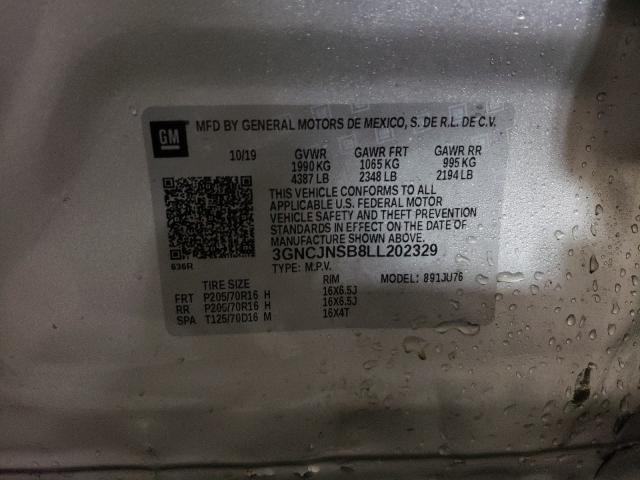 GM MFD BY GENERAL MOTORS DE MEXICO, S. DE R.L. DE C.V.
10/19 GVWR GAWR FRT GAWR RR
1990 KG 1065 KG 995 KG
4387 LB 2348 LB 2194 LB
THIS VEHICLE CONFORMS TO ALL
APPLICABLE U.S. FEDERAL MOTOR
VEHICLE SAFETY AND THEFT PREVENTION
STANDARDS IN EFFECT ON THE DATE OF
MANUFACTURE SHOWN ABOVE.
3GNCJNSB8LL202329
636R TYPE: M.P.V.
TIRE SIZE RIM MODEL: 891JU76
FRT P205/70R16 H 16X6.5J
RR P205/70R16 H 16X6.5J
SPA T125/70D16 M 16X4T